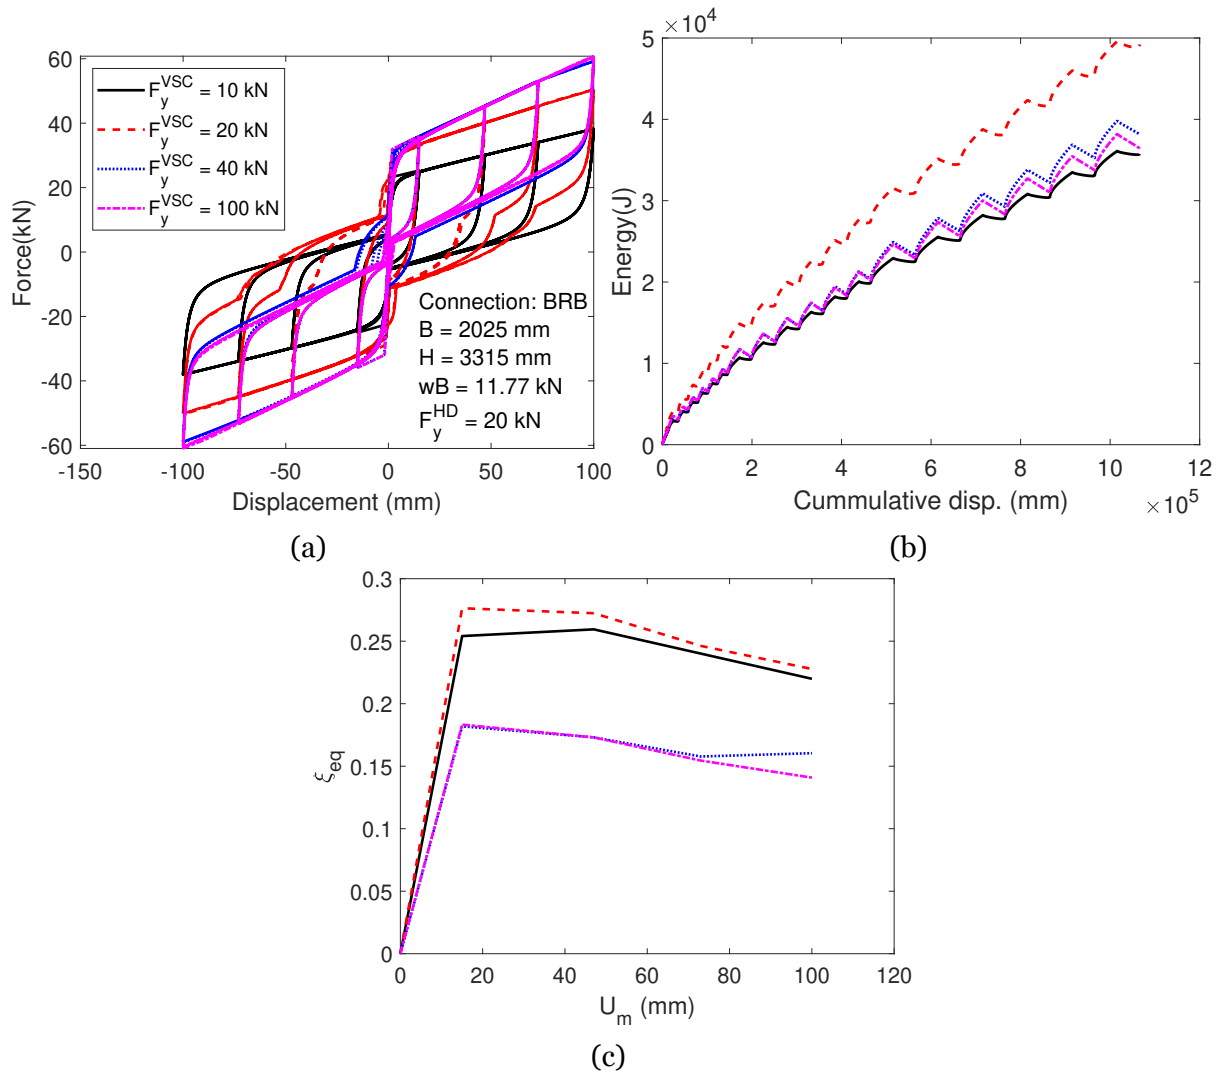 60
40
20
0
-20
-40
-60
Force(kN)
F_y^VSC = 10 kN
F_y^VSC = 20 kN
F_y^VSC = 40 kN
F_y^VSC = 100 kN
Connection: BRB
B = 2025 mm
H = 3315 mm
wB = 11.77 kN
F_y^HD = 20 kN
-150 -100 -50 0 50 100
Displacement (mm)
(a)
×10^4
5
4
3
2
1
0
Energy(J)
0 2 4 6 8 10 12
Cummulative disp. (mm)
×10^5
(b)
0.3
0.25
0.2
0.15
0.1
0.05
0
ξ_eq
0 20 40 60 80 100 120
U_m (mm)
(c)